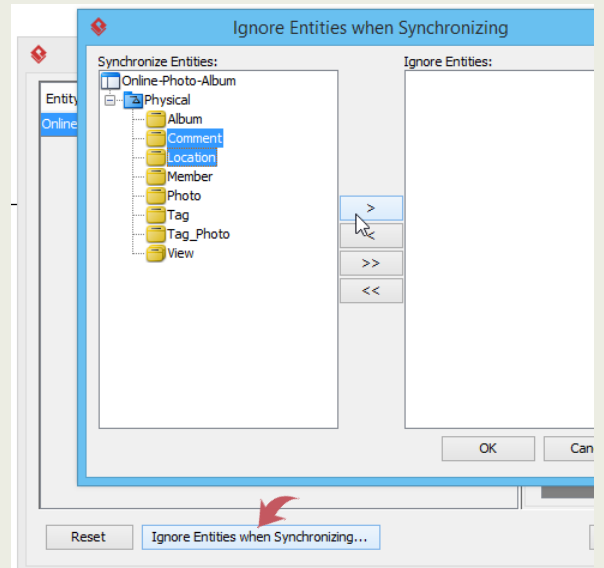 Ignore Entities when Synchronizing
Synchronize Entities:
Ignore Entities:
Online-Photo-Album
Physical
Album
Comment
Location
Member
Photo
Tag
Tag_Photo
View
Entity
Online
>
<
>>
<<
OK
Can
Reset
Ignore Entities when Synchronizing...